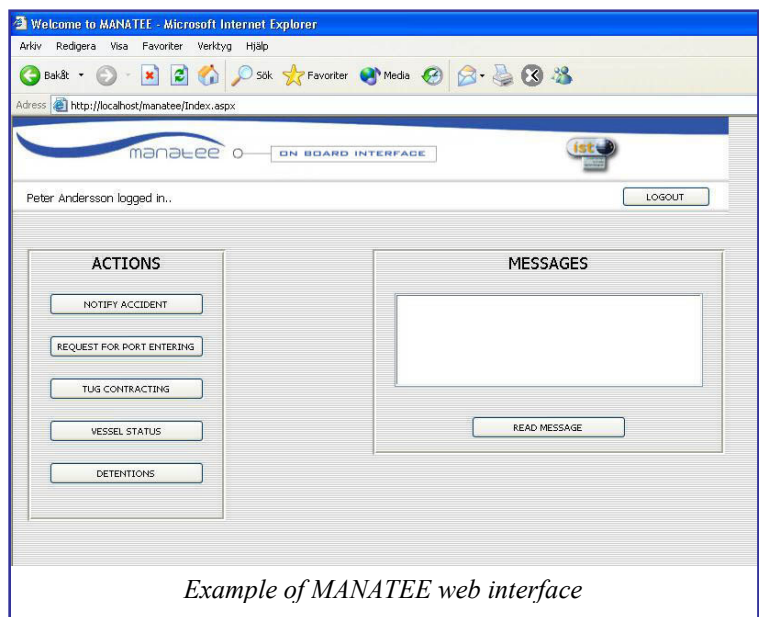 Welcome to MANATEE - Microsoft Internet Explorer
Arkiv Redigera Visa Favoriter Verktyg Hjälp
Bakåt Sök Favoriter Media
Adress http://localhost/manatee/Index.aspx
manatee ON BOARD INTERFACE ist
Peter Andersson logged in.. LOGOUT
ACTIONS
NOTIFY ACCIDENT
REQUEST FOR PORT ENTERING
TUG CONTRACTING
VESSEL STATUS
DETENTIONS
MESSAGES
READ MESSAGE
Example of MANATEE web interface